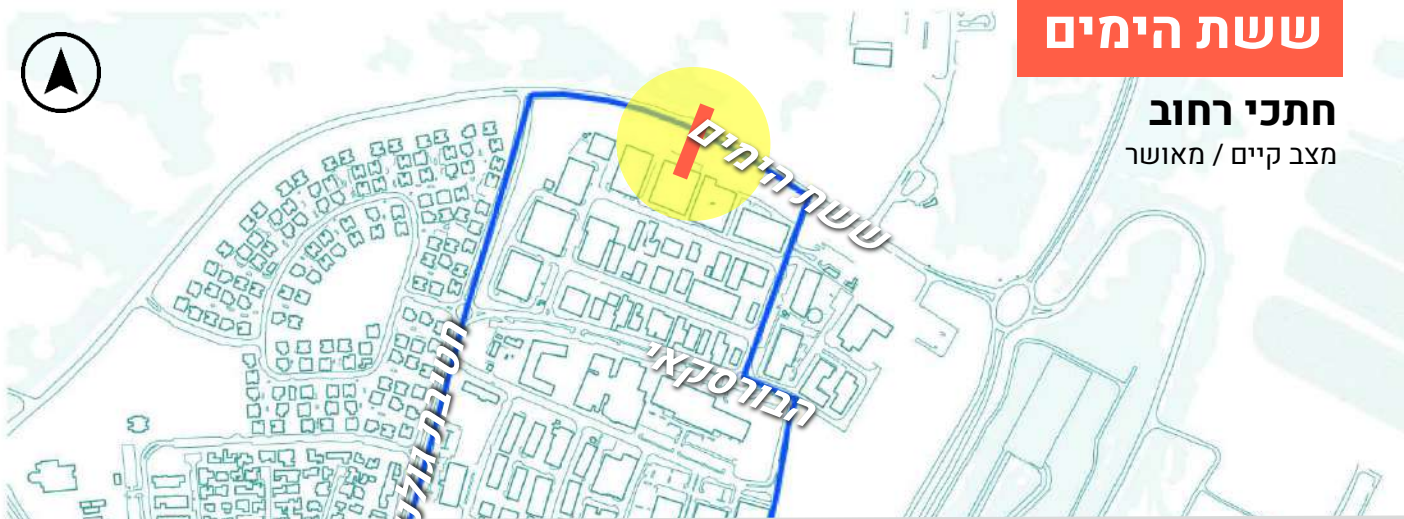 ששת הימים
חתכי רחוב
מצב קיים / מאושר
ששת הימים
הבורסקאי